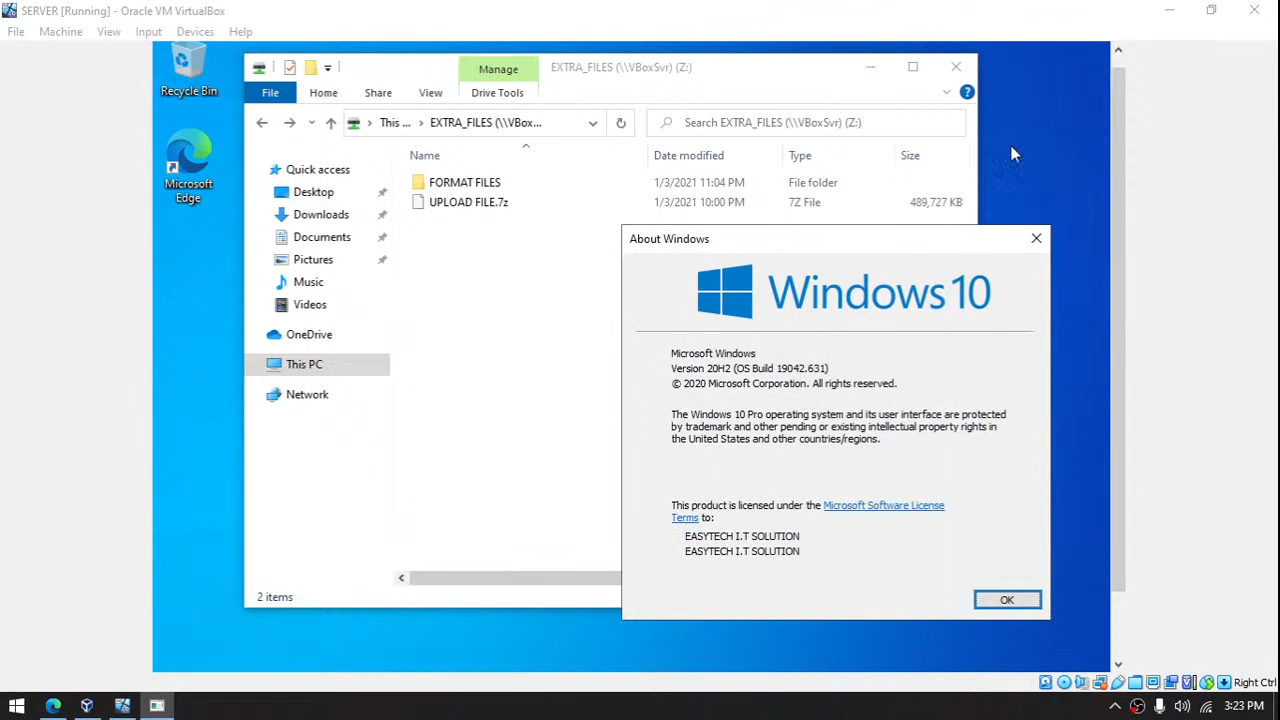 SERVER [Running] - Oracle VM VirtualBox
File Machine View Input Devices Help
Recycle Bin
Microsoft
Edge
Manage EXTRA_FILES (\\VBoxSvr) (Z:)
File Home Share View Drive Tools
This ... EXTRA_FILES (\\VBox... Search EXTRA_FILES (\\VBoxSvr) (Z:)
Name Date modified Type Size
FORMAT FILES 1/3/2021 11:04 PM File folder
UPLOAD FILE.7z 1/3/2021 10:00 PM 7Z File 489,727 KB
Quick access
Desktop
Downloads
Documents
Pictures
Music
Videos
OneDrive
This PC
Network
2 items
About Windows
Windows 10
Microsoft Windows
Version 20H2 (OS Build 19042.631)
© 2020 Microsoft Corporation. All rights reserved.
The Windows 10 Pro operating system and its user interface are protected
by trademark and other pending or existing intellectual property rights in
the United States and other countries/regions.
This product is licensed under the Microsoft Software License
Terms to:
EASYTECH I.T SOLUTION
EASYTECH I.T SOLUTION
OK
Right Ctrl
3:23 PM